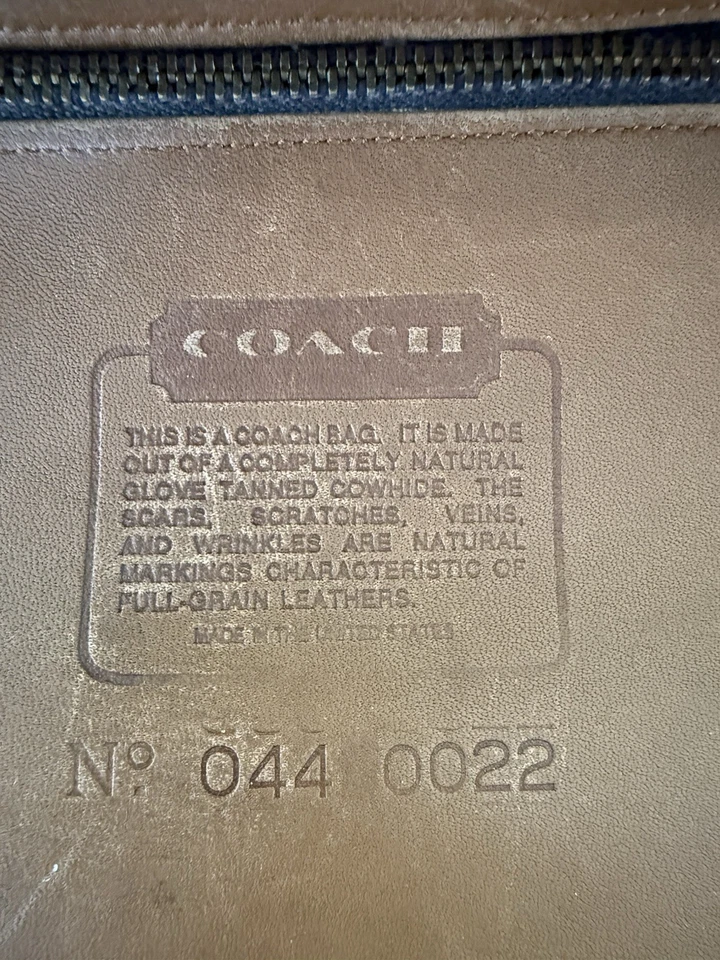 COACH
THIS IS A COACH BAG. IT IS MADE
OUT OF A COMPLETELY NATURAL
GLOVE TANNED COWHIDE. THE
SCARS, SCRATCHES, VEINS,
AND WRINKLES ARE NATURAL
MARKINGS CHARACTERISTIC OF
FULL-GRAIN LEATHERS.
MADE IN THE UNITED STATES
Nº 044 0022